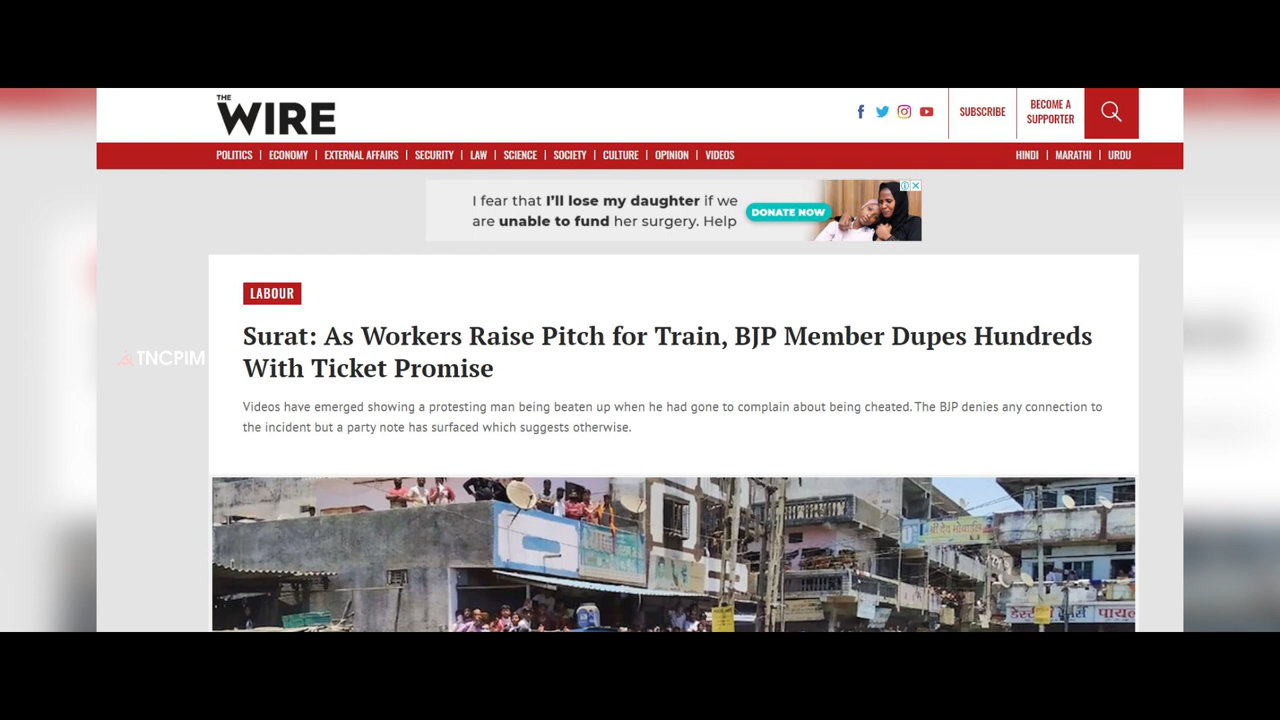 THE
WIRE
SUBSCRIBE
BECOME A
SUPPORTER
POLITICS | ECONOMY | EXTERNAL AFFAIRS | SECURITY | LAW | SCIENCE | SOCIETY | CULTURE | OPINION | VIDEOS
HINDI | MARATHI | URDU
I fear that I'll lose my daughter if we
are unable to fund her surgery. Help
DONATE NOW
LABOUR
Surat: As Workers Raise Pitch for Train, BJP Member Dupes Hundreds
With Ticket Promise
TNCPIM
Videos have emerged showing a protesting man being beaten up when he had gone to complain about being cheated. The BJP denies any connection to
the incident but a party note has surfaced which suggests otherwise.
पायल